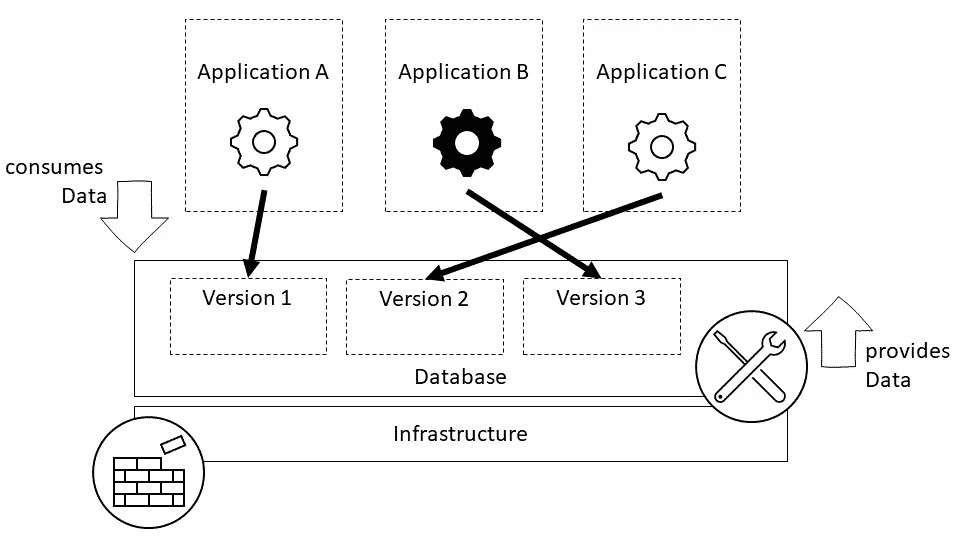 Application A
Application B
Application C
consumes
Data
Version 1
Version 2
Version 3
Database
provides
Data
Infrastructure